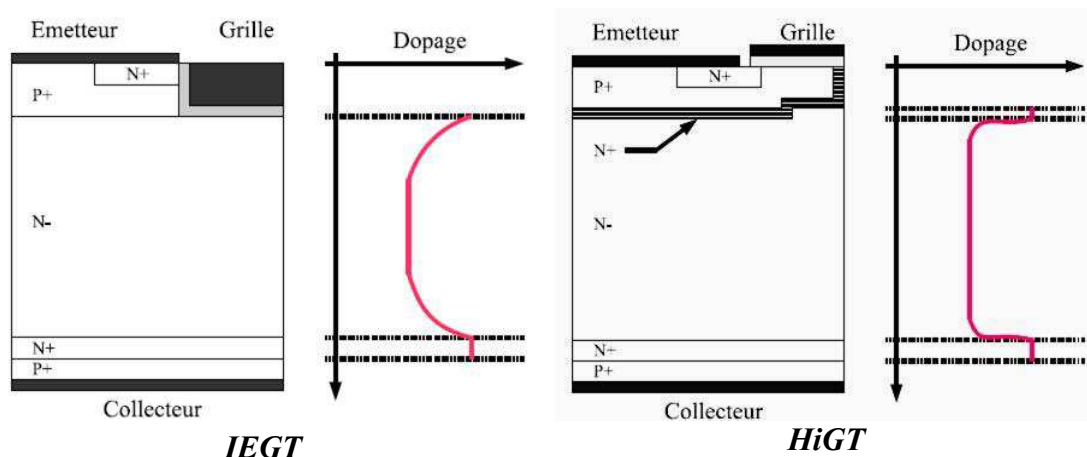 Emetteur
Grille
Dopage
N+
P+
N-
N+
P+
Collecteur
IEGT
Emetteur
Grille
Dopage
N+
P+
N+
N-
N+
P+
Collecteur
HiGT